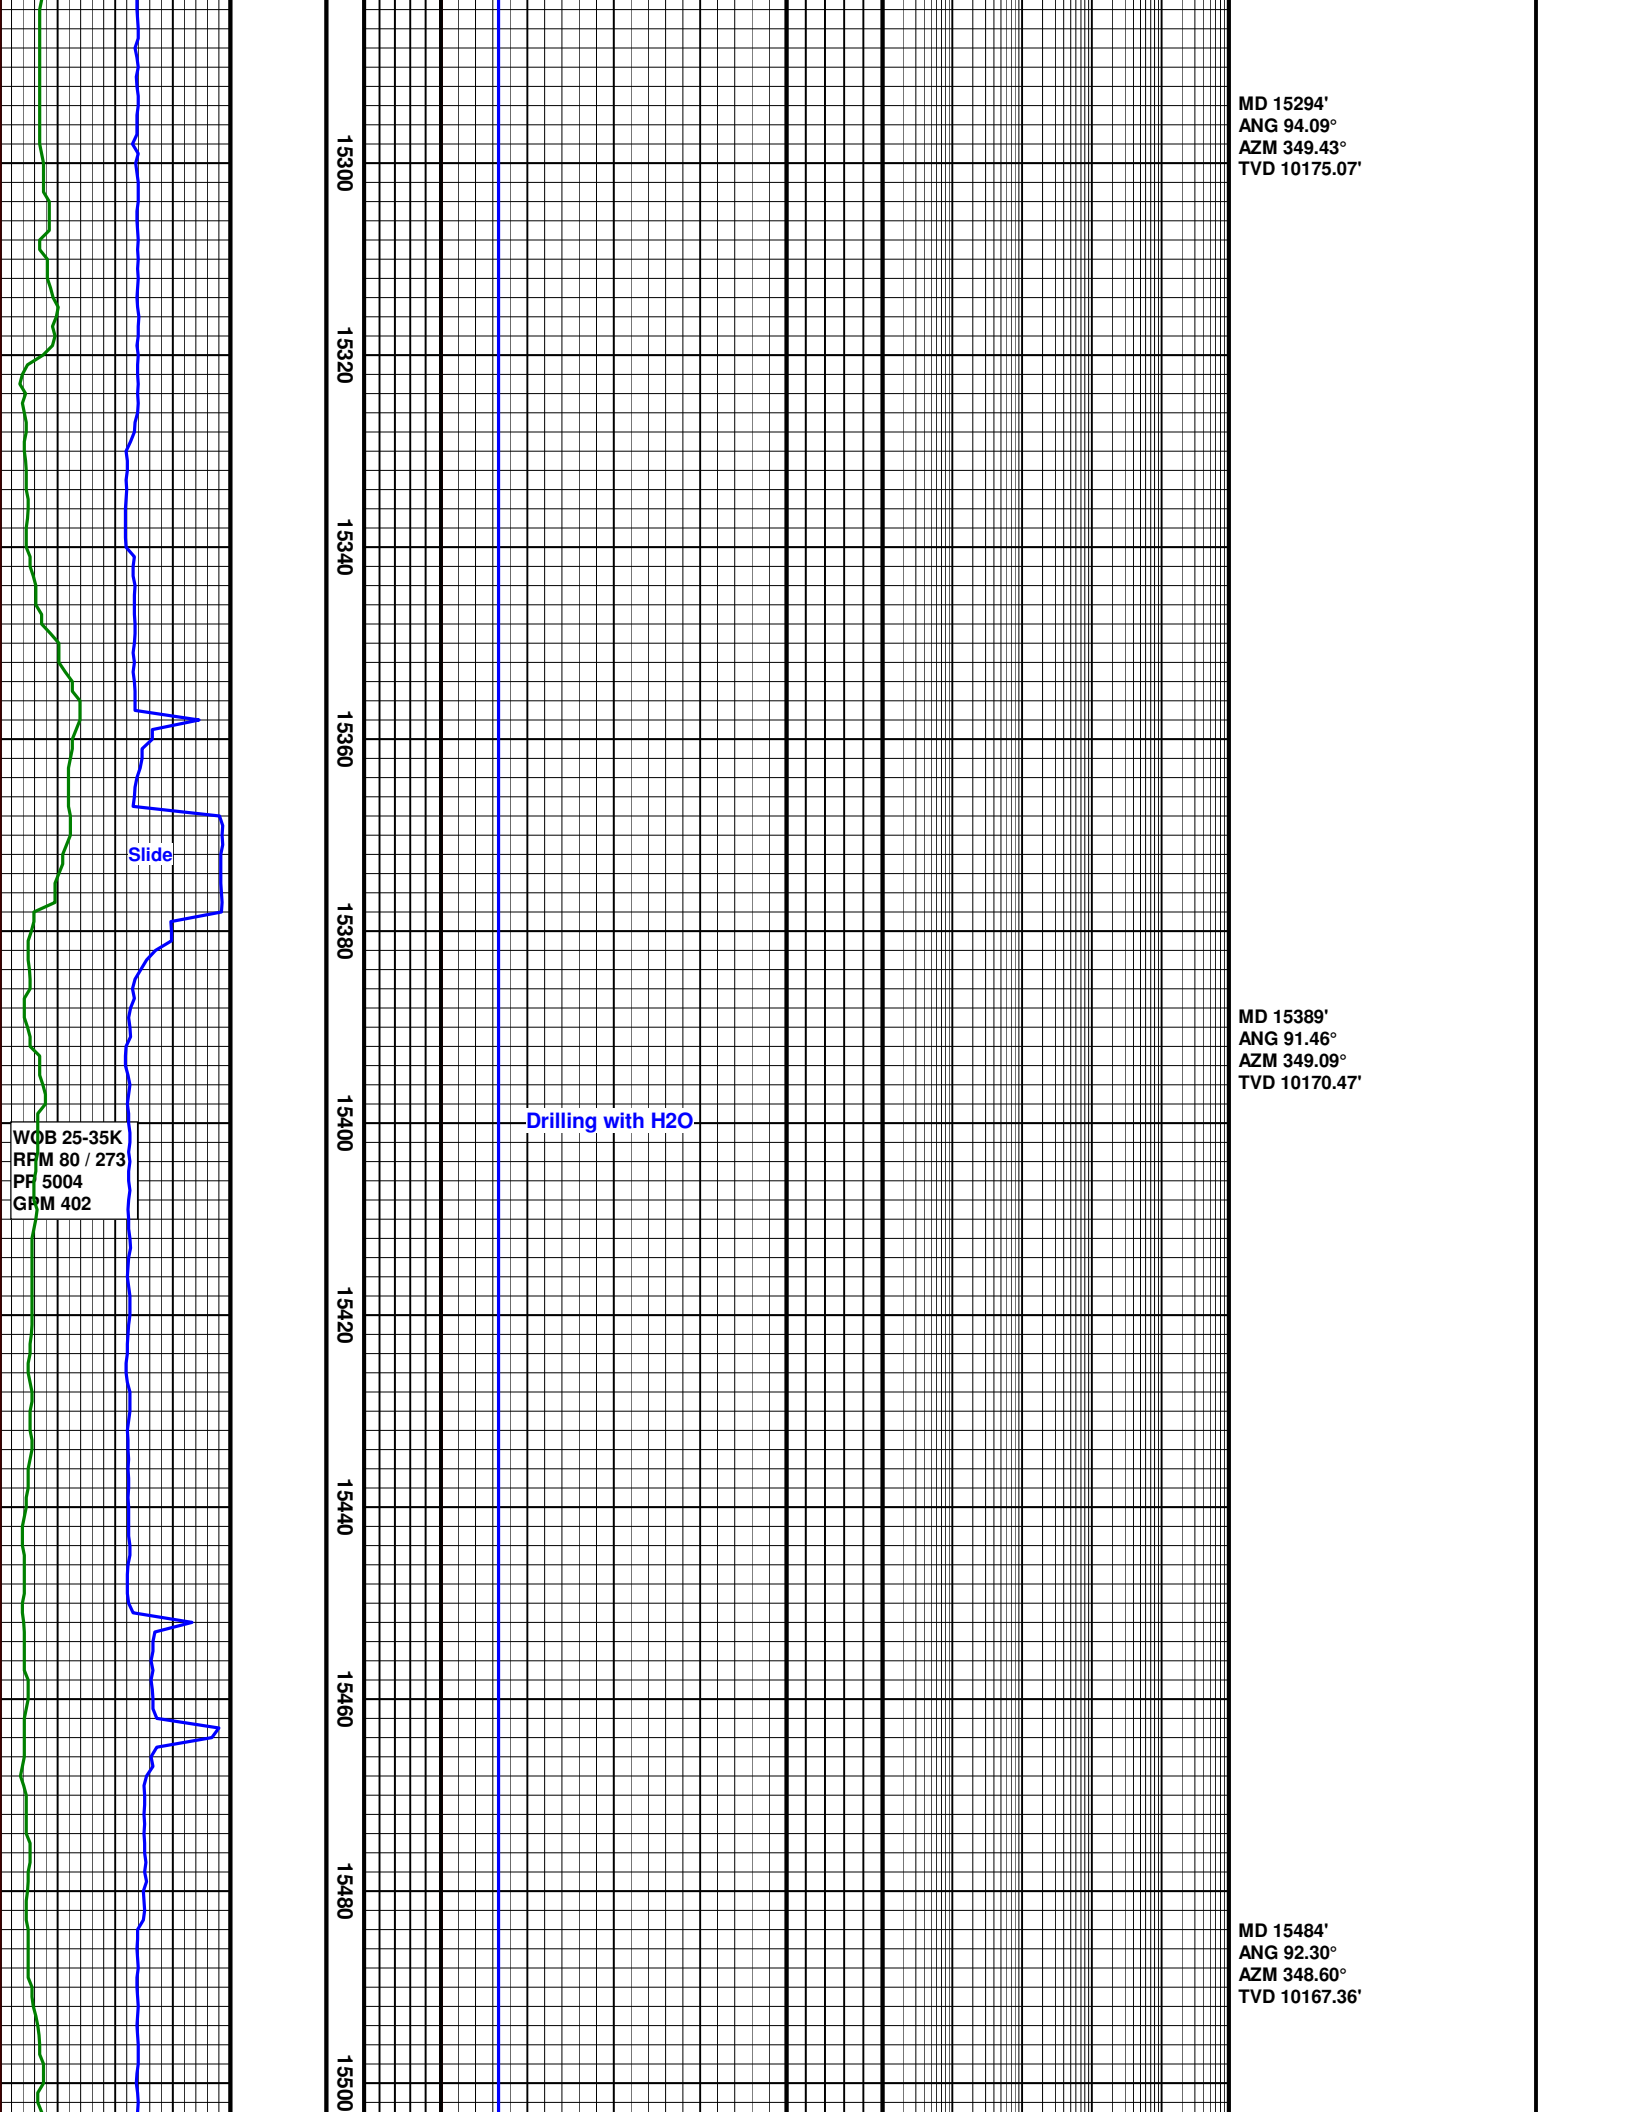 MD 15294'
ANG 94.09°
AZM 349.43°
TVD 10175.07'
15300
15320
15340
15360
Slide
15380
MD 15389'
ANG 91.46°
AZM 349.09°
TVD 10170.47'
15400
Drilling with H2O
WOB 25-35K
RPM 80 / 273
PP 5004
GPM 402
15420
15440
15460
15480
MD 15484'
ANG 92.30°
AZM 348.60°
TVD 10167.36'
15500